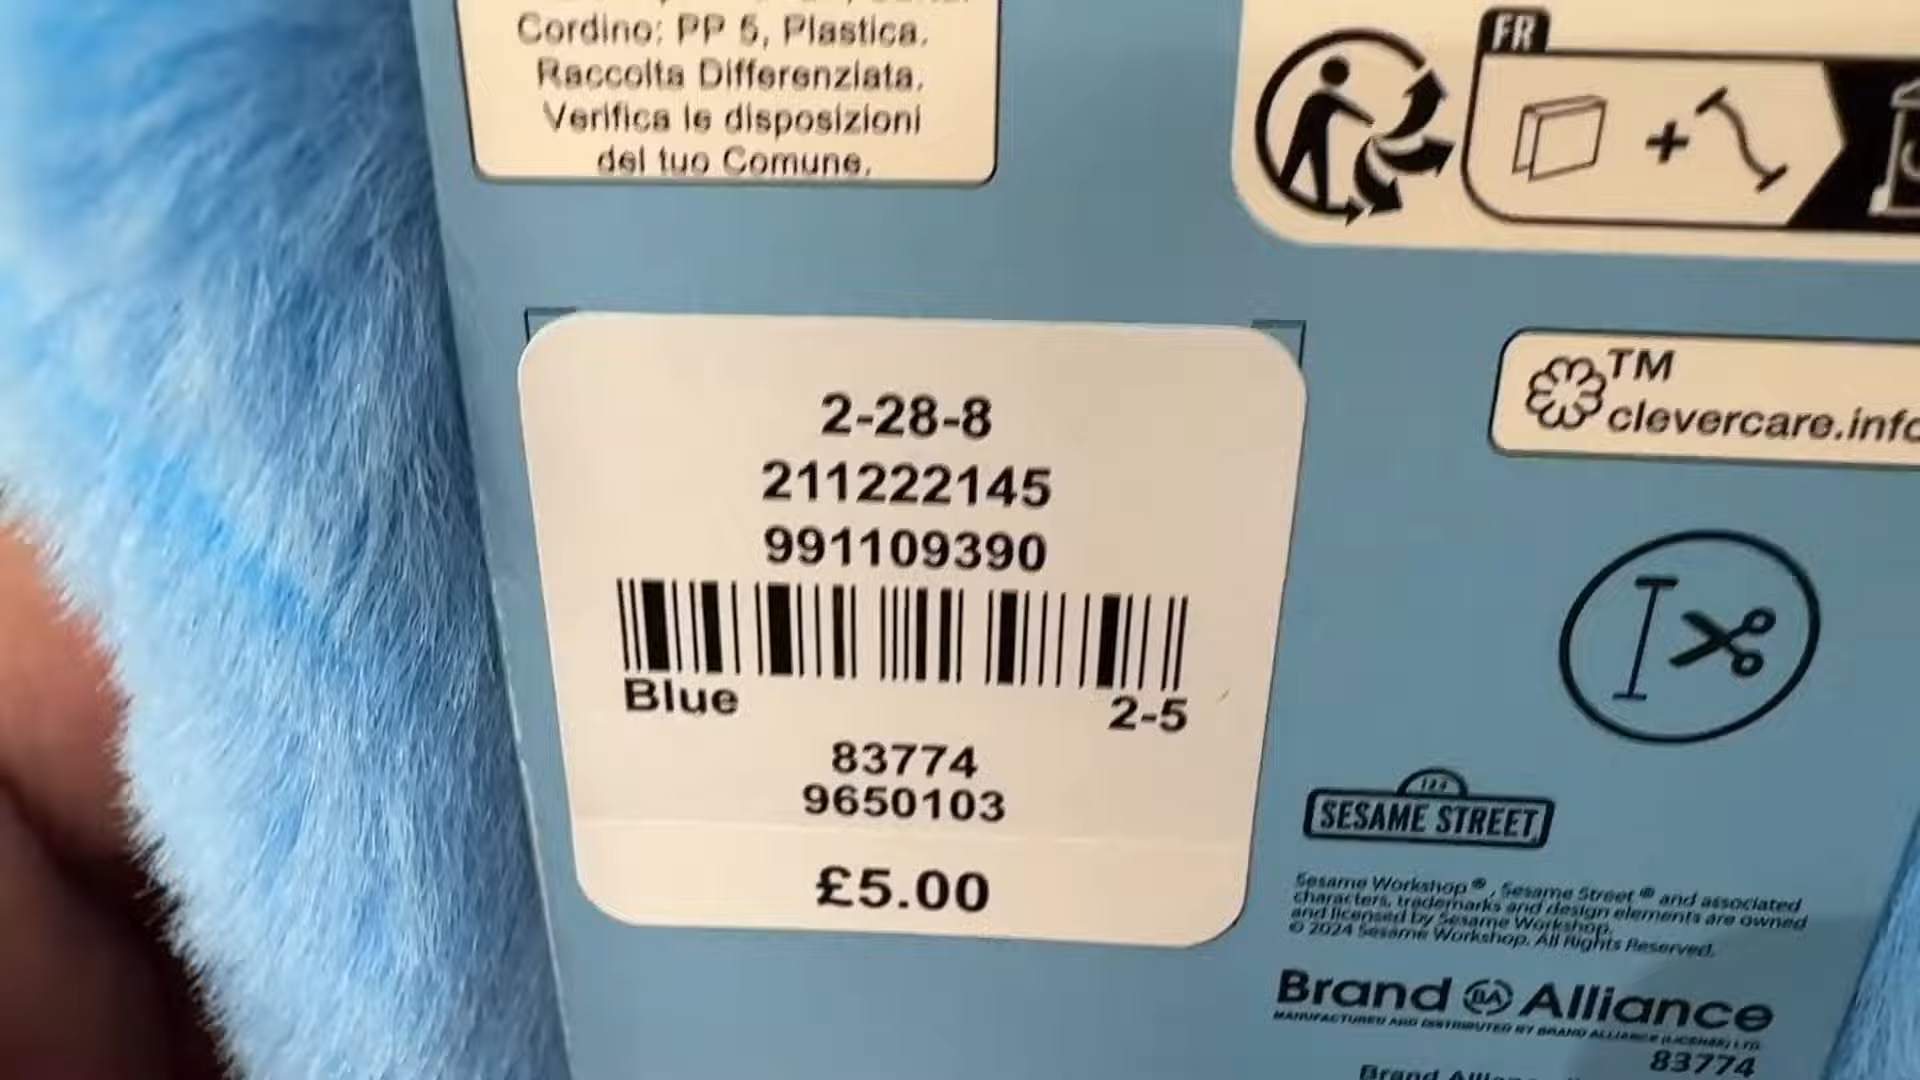 Cordino: PP 5, Plastica.
Raccolta Differenziata.
Verifica le disposizioni
del tuo Comune.
FR
+
TM
clevercare.info
2-28-8
211222145
991109390
Blue
2-5
83774
9650103
£5.00
123
SESAME STREET
Sesame Workshop®, Sesame Street® and associated
characters, trademarks and design elements are owned
and licensed by Sesame Workshop.
© 2024 Sesame Workshop. All Rights Reserved.
Brand BA Alliance
MANUFACTURED AND DISTRIBUTED BY BRAND ALLIANCE (LICENSE) LTD.
83774
Brand